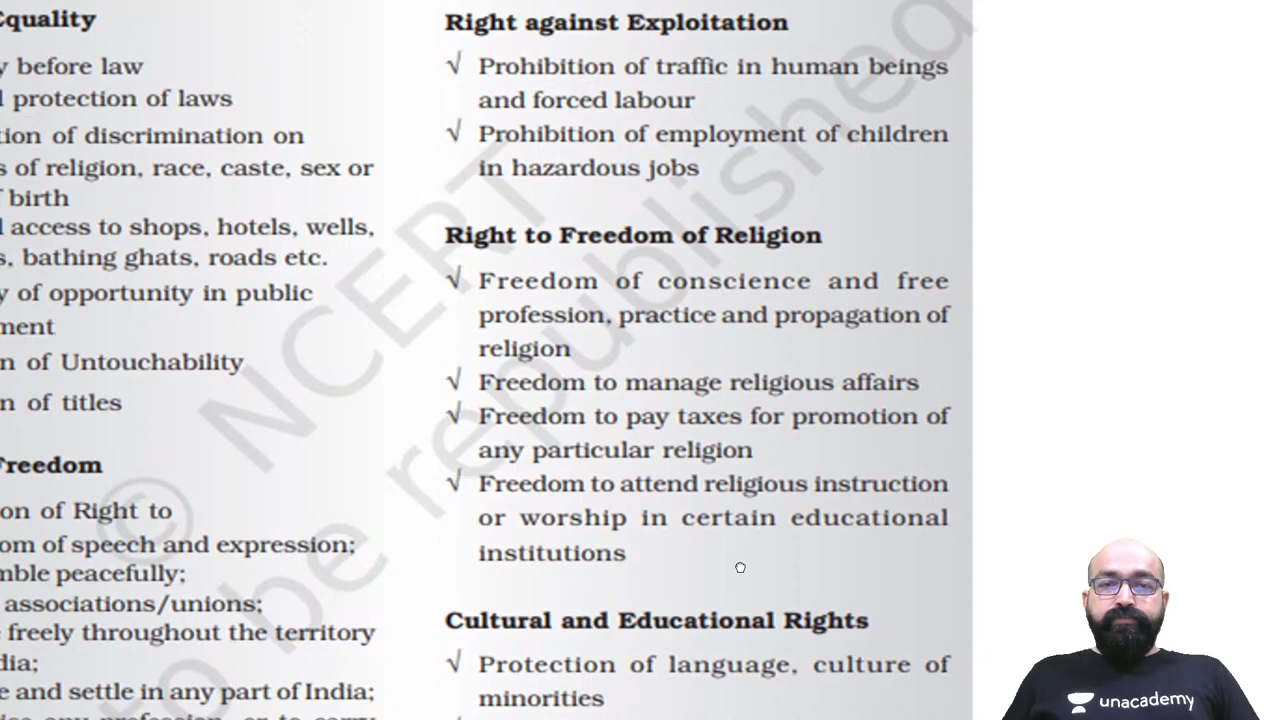 Equality
before law
protection of laws
of discrimination on
of religion, race, caste, sex or
birth
access to shops, hotels, wells,
bathing ghats, roads etc.
of opportunity in public
of Untouchability
of titles
Freedom
of Right to
of speech and expression;
peacefully;
associations/unions;
freely throughout the territory
and settle in any part of India;
Right against Exploitation
√ Prohibition of traffic in human beings
and forced labour
√ Prohibition of employment of children
in hazardous jobs
Right to Freedom of Religion
√ Freedom of conscience and free
profession, practice and propagation of
religion
√ Freedom to manage religious affairs
√ Freedom to pay taxes for promotion of
any particular religion
√ Freedom to attend religious instruction
or worship in certain educational
institutions
Cultural and Educational Rights
√ Protection of language, culture of
minorities
© NCERT
to be republished
unacademy